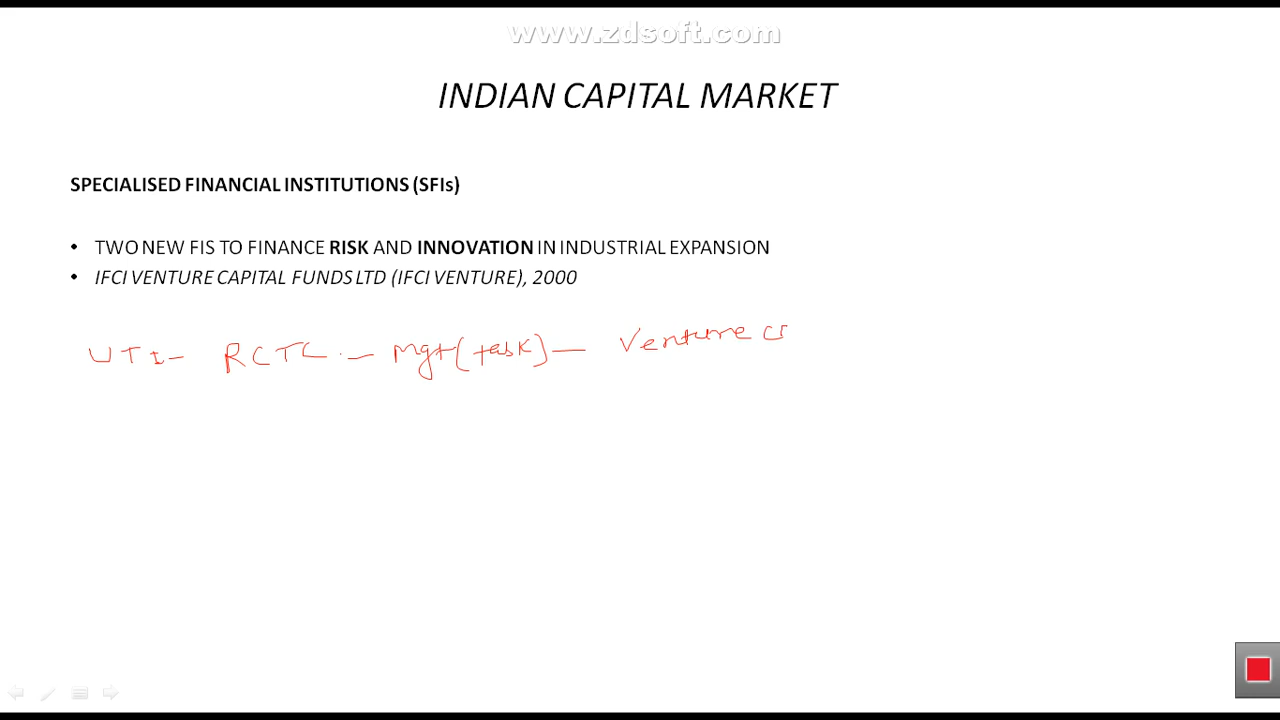 www.zdsoft.com
INDIAN CAPITAL MARKET
SPECIALISED FINANCIAL INSTITUTIONS (SFIs)
• TWO NEW FIS TO FINANCE RISK AND INNOVATION IN INDUSTRIAL EXPANSION
• IFCI VENTURE CAPITAL FUNDS LTD (IFCI VENTURE), 2000
UTI - RCTC - Mgt (task) - Venture